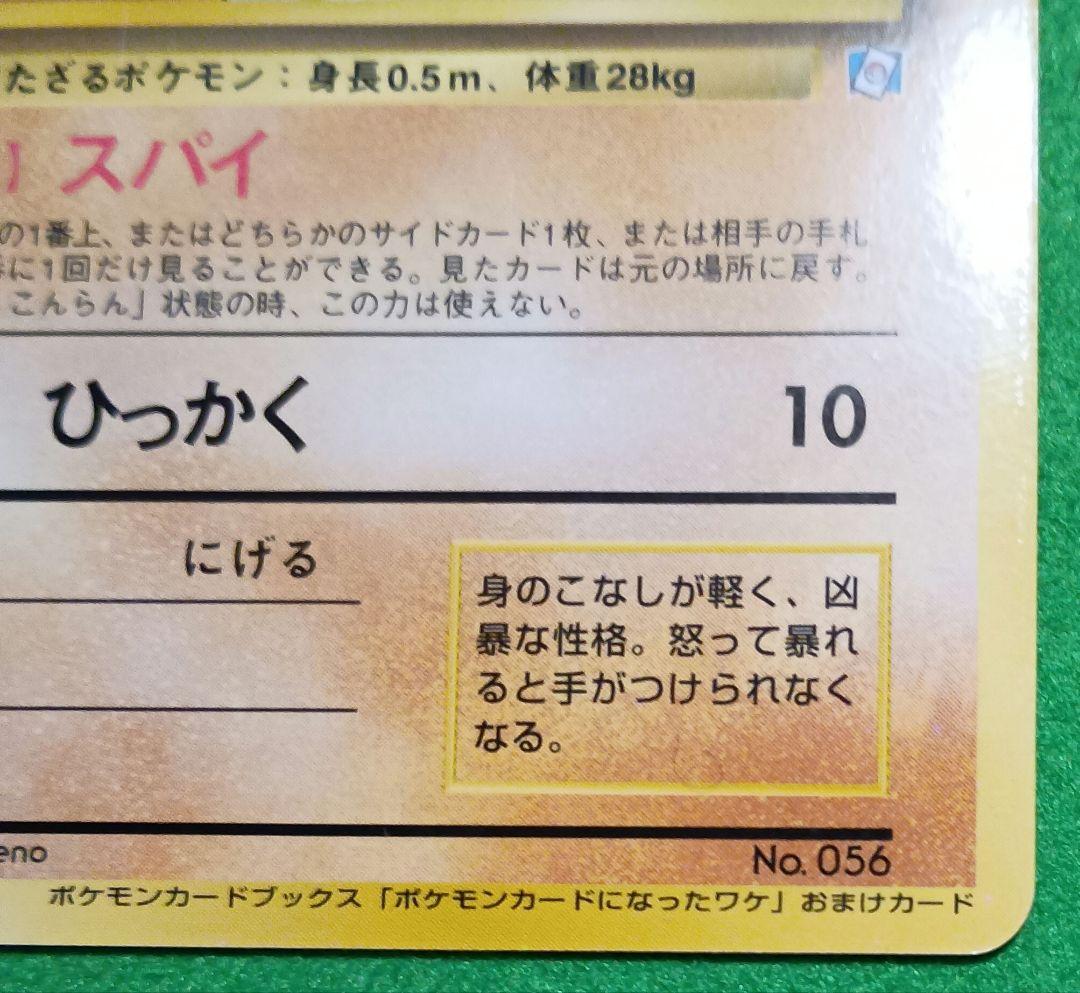 たざるポケモン：身長0.5m、体重28kg
】スパイ
の1番上、またはどちらかのサイドカード1枚、または相手の手札
に1回だけ見ることができる。見たカードは元の場所に戻す。
こんらん」状態の時、この力は使えない。
ひっかく 10
にげる
身のこなしが軽く、凶
暴な性格。怒って暴れ
ると手がつけられなく
なる。
eno
No. 056
ポケモンカードブックス「ポケモンカードになったワケ」おまけカード